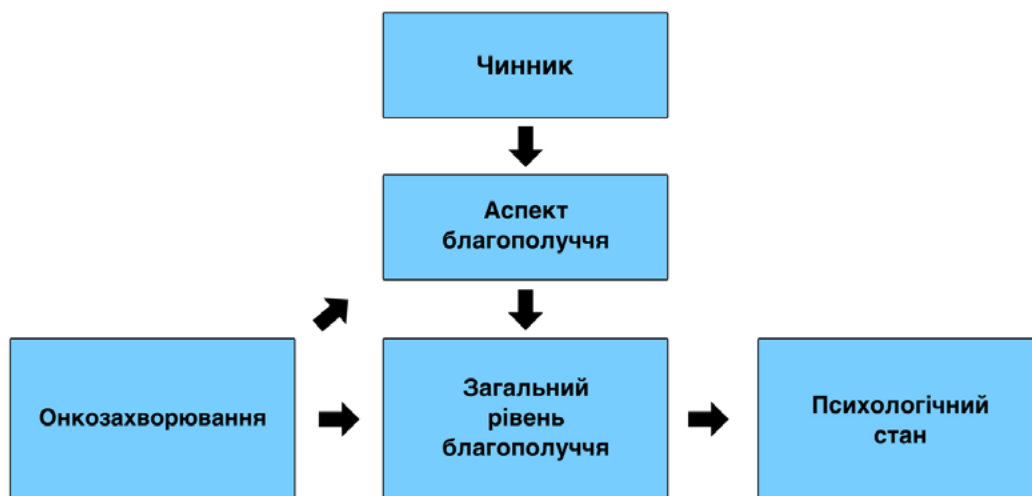 Чинник
Аспект
благополуччя
Онкозахворювання
Загальний
рівень
благополуччя
Психологічний
стан